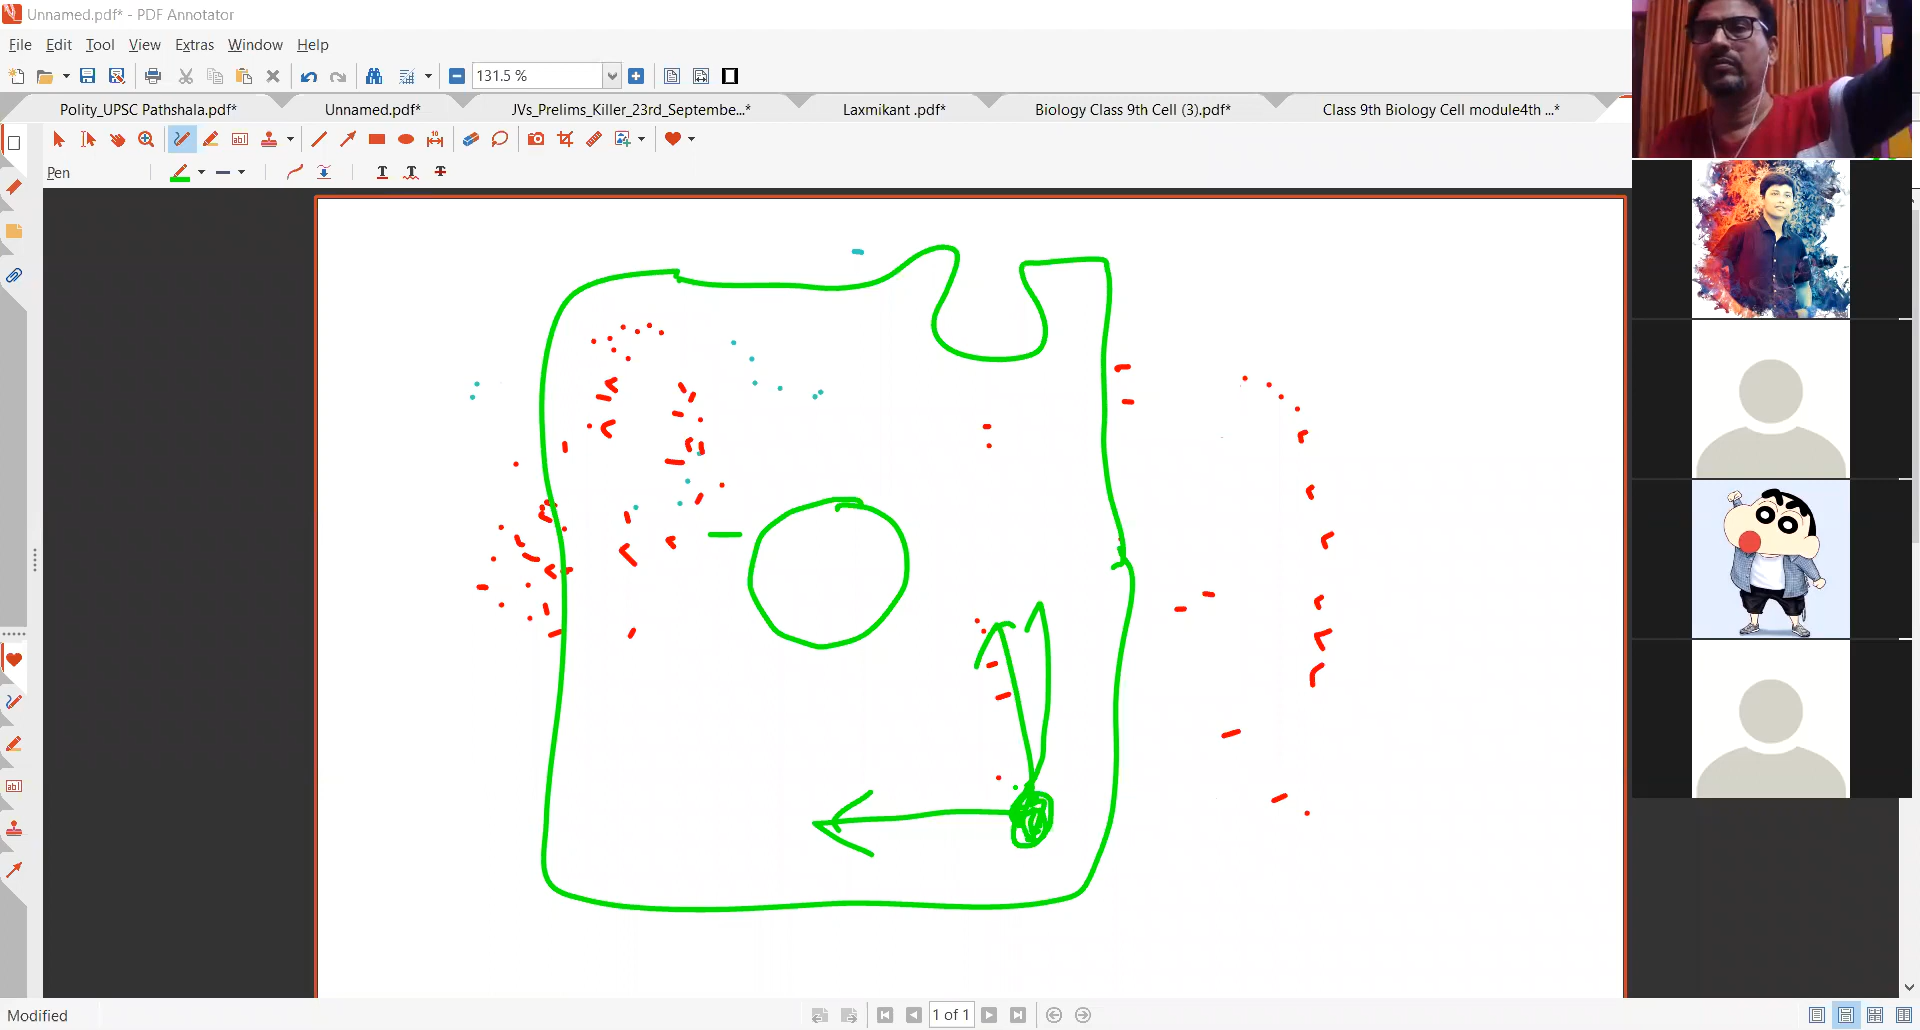 Unnamed.pdf* - PDF Annotator
File Edit Tool View Extras Window Help
131.5 %
Polity_UPSC Pathshala.pdf* Unnamed.pdf* JVs_Prelims_Killer_23rd_Septembe...* Laxmikant .pdf* Biology Class 9th Cell (3).pdf* Class 9th Biology Cell module4th ...*
Pen
Modified
1 of 1